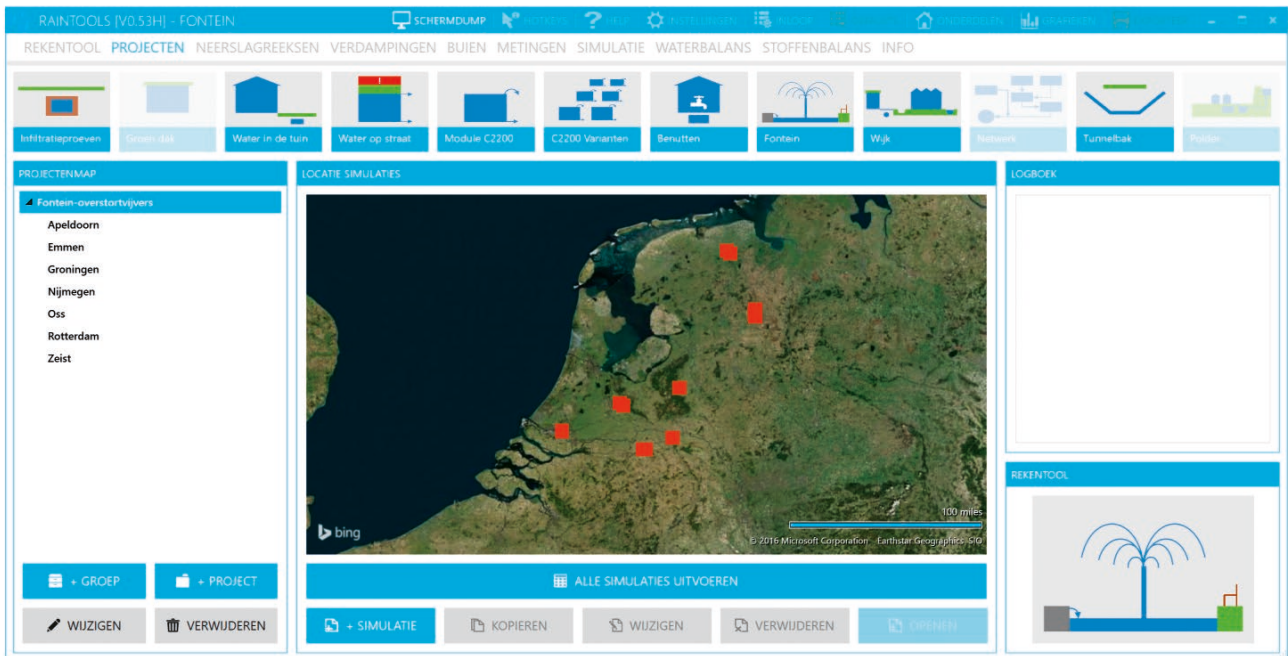 RAINTOOLS [V0.53H] - FONTEIN
SCHERMDUMP HOTKEYS HELP INSTELLINGEN INLOOP ONDERDELEN GRAFIEKEN
REKENTOOL PROJECTEN NEERSLAGREEKSEN VERDAMPINGEN BUIEN METINGEN SIMULATIE WATERBALANS STOFFENBALANS INFO
Infiltratieproeven Groen dak Water in de tuin Water op straat Module C2200 C2200 Varianten Benutten Fontein Wijk Netwerk Tunnelbak Polder
PROJECTENMAP
Fontein-overstortvijvers
Apeldoorn
Emmen
Groningen
Nijmegen
Oss
Rotterdam
Zeist
+ GROEP + PROJECT
WIJZIGEN VERWIJDEREN
LOCATIE SIMULATIES
100 miles
bing
© 2016 Microsoft Corporation Earthstar Geographics SIO
ALLE SIMULATIES UITVOEREN
+ SIMULATIE KOPIEREN WIJZIGEN VERWIJDEREN OPENEN
LOGBOEK
REKENTOOL